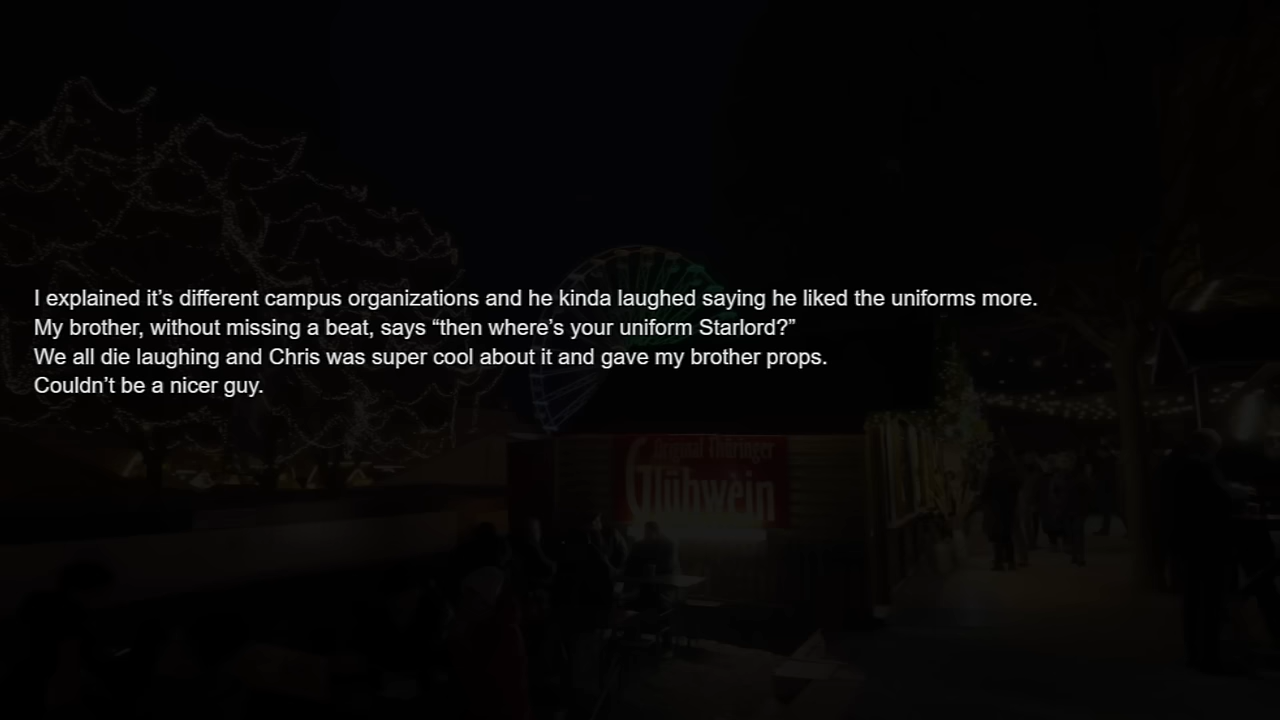 I explained it’s different campus organizations and he kinda laughed saying he liked the uniforms more.
My brother, without missing a beat, says “then where’s your uniform Starlord?”
We all die laughing and Chris was super cool about it and gave my brother props.
Couldn’t be a nicer guy.
Original Thüringer
Glühwein